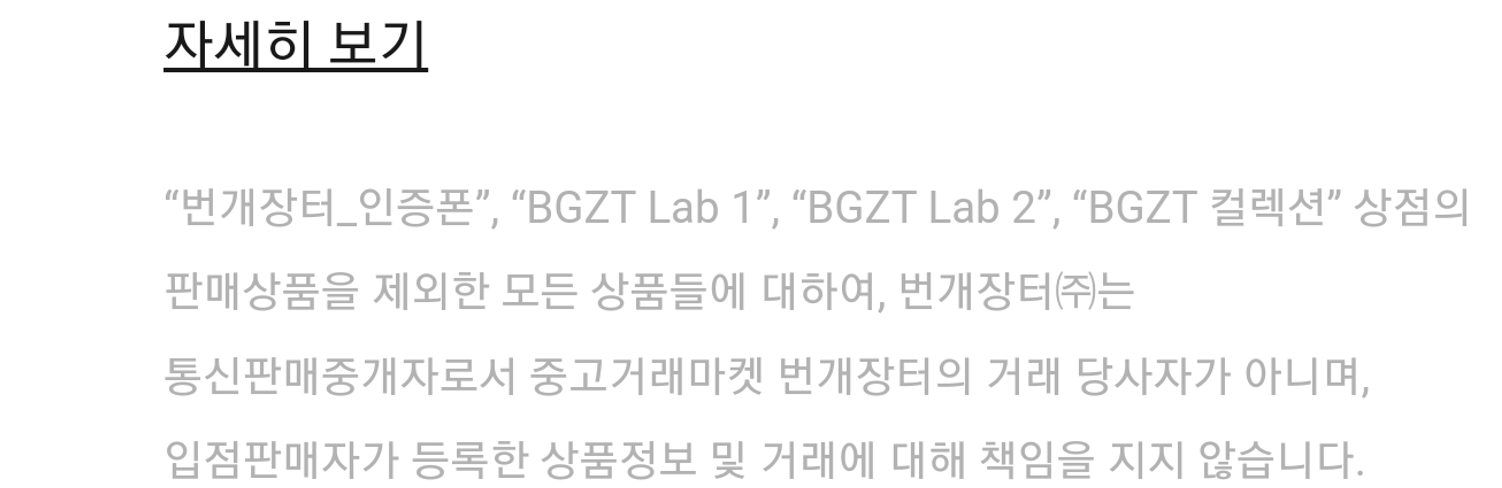 자세히 보기
“번개장터_인증폰”, “BGZT Lab 1”, “BGZT Lab 2”, “BGZT 컬렉션” 상점의
판매상품을 제외한 모든 상품들에 대하여, 번개장터㈜는
통신판매중개자로서 중고거래마켓 번개장터의 거래 당사자가 아니며,
입점판매자가 등록한 상품정보 및 거래에 대해 책임을 지지 않습니다.